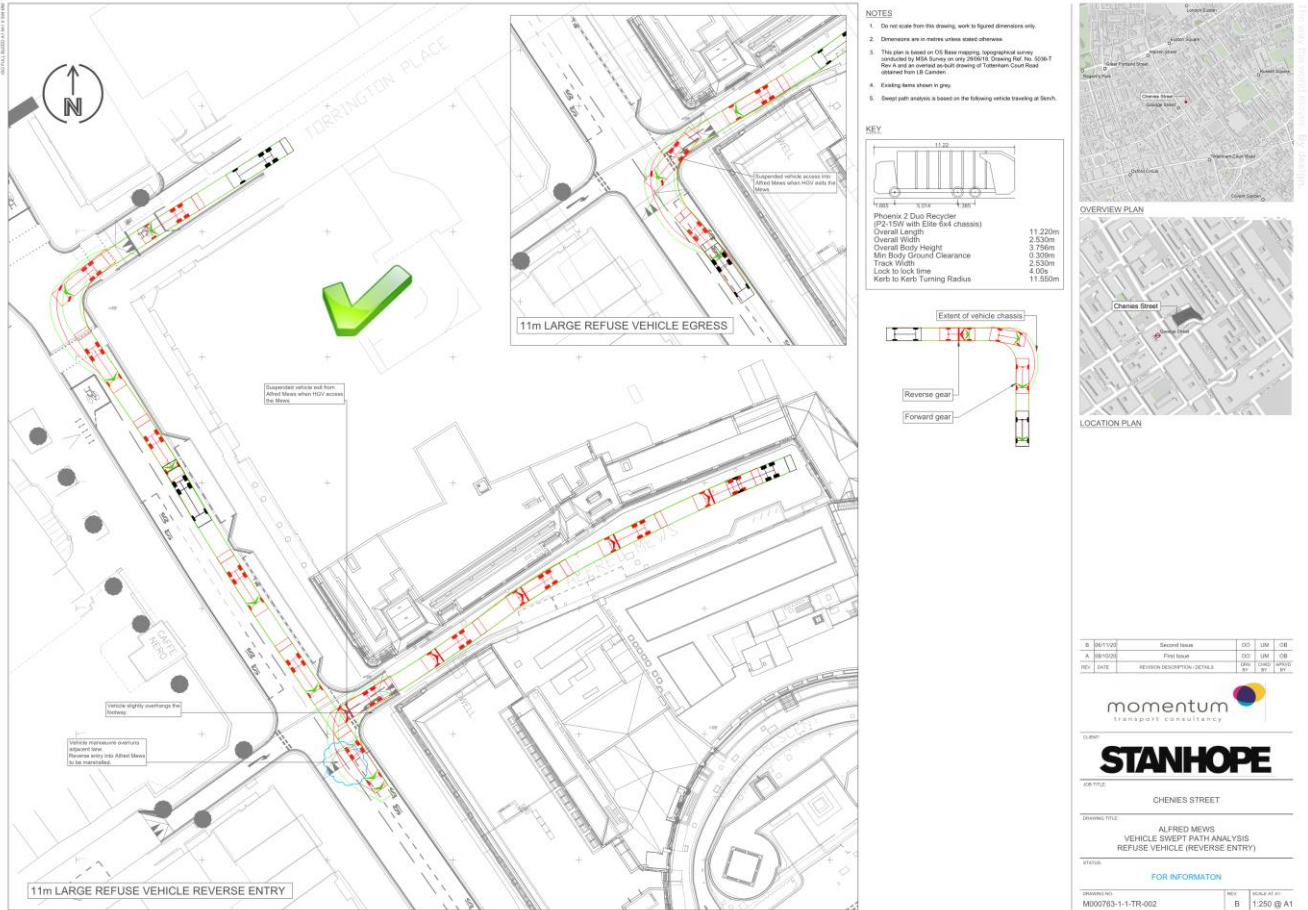 TORRINGTON PLACE
Suspended vehicle access into
Alfred Mews when HGV exits the
Mews
11m LARGE REFUSE VEHICLE EGRESS
Suspended vehicle exit from
Alfred Mews when HGV access
the Mews
ALFRED MEWS
CAFFE
NERO
Vehicle slightly overhangs the
footway.
Vehicle manoeuvre overruns
adjacent lane.
Reverse entry into Alfred Mews
to be marshalled.
11m LARGE REFUSE VEHICLE REVERSE ENTRY
N
NOTES
1. Do not scale from this drawing, work to figured dimensions only.
2. Dimensions are in metres unless stated otherwise.
3. This plan is based on OS Base mapping, topographical survey
conducted by MSA Survey on only 29/06/18, Drawing Ref. No. 5036-T
Rev A and an overlaid as-built drawing of Tottenham Court Road
obtained from LB Camden
4. Existing items shown in grey.
5. Swept path analysis is based on the following vehicle traveling at 5km/h.
KEY
11.22
5.014
Phoenix 2 Duo Recycler
(P2-15W with Elite 6x4 chassis)
Overall Length 11.220m
Overall Width 2.530m
Overall Body Height 3.756m
Min Body Ground Clearance 0.309m
Track Width 2.530m
Lock to lock time 4.00s
Kerb to Kerb Turning Radius 11.550m
Extent of vehicle chassis
Reverse gear
Forward gear
OVERVIEW PLAN
Chenies Street
LOCATION PLAN
B 06/11/20 Second Issue OO UM OB
A 08/10/20 First Issue OO UM OB
REV DATE REVISION DESCRIPTION / DETAILS
momentum
transport consultancy
CLIENT:
STANHOPE
JOB TITLE:
CHENIES STREET
DRAWING TITLE:
ALFRED MEWS
VEHICLE SWEPT PATH ANALYSIS
REFUSE VEHICLE (REVERSE ENTRY)
STATUS:
FOR INFORMATON
DRAWING NO. REV. SCALE AT A1:
M000763-1-1-TR-002 B 1:250 @ A1